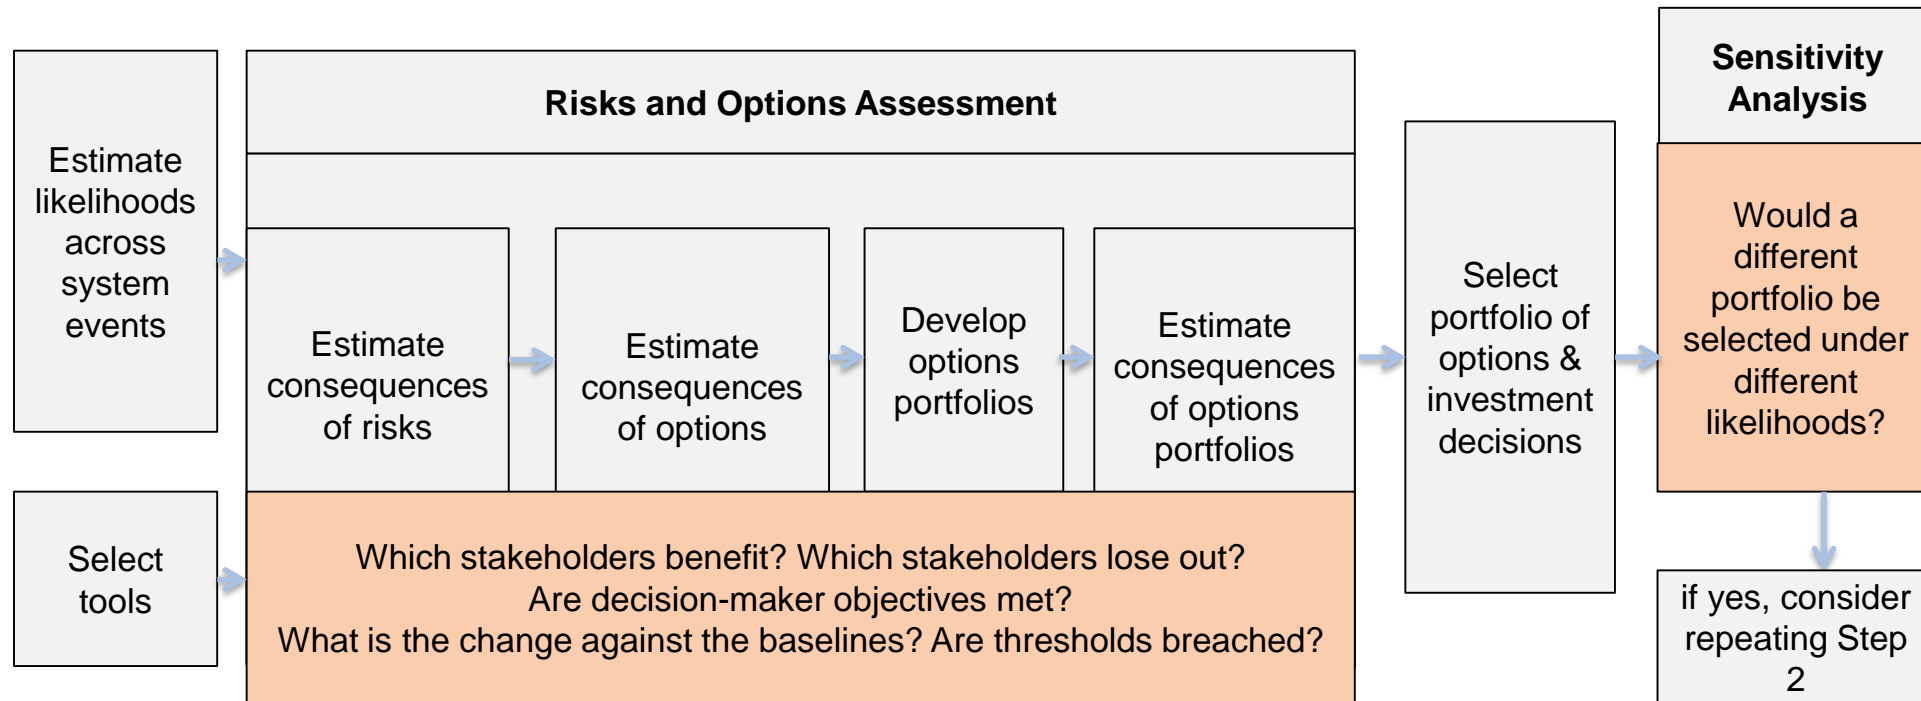 Estimate
likelihoods
across
system
events
Select
tools
Risks and Options Assessment
Estimate
consequences
of risks
Estimate
consequences
of options
Develop
options
portfolios
Estimate
consequences
of options
portfolios
Which stakeholders benefit? Which stakeholders lose out?
Are decision-maker objectives met?
What is the change against the baselines? Are thresholds breached?
Select
portfolio of
options &
investment
decisions
Sensitivity
Analysis
Would a
different
portfolio be
selected under
different
likelihoods?
if yes, consider
repeating Step
2